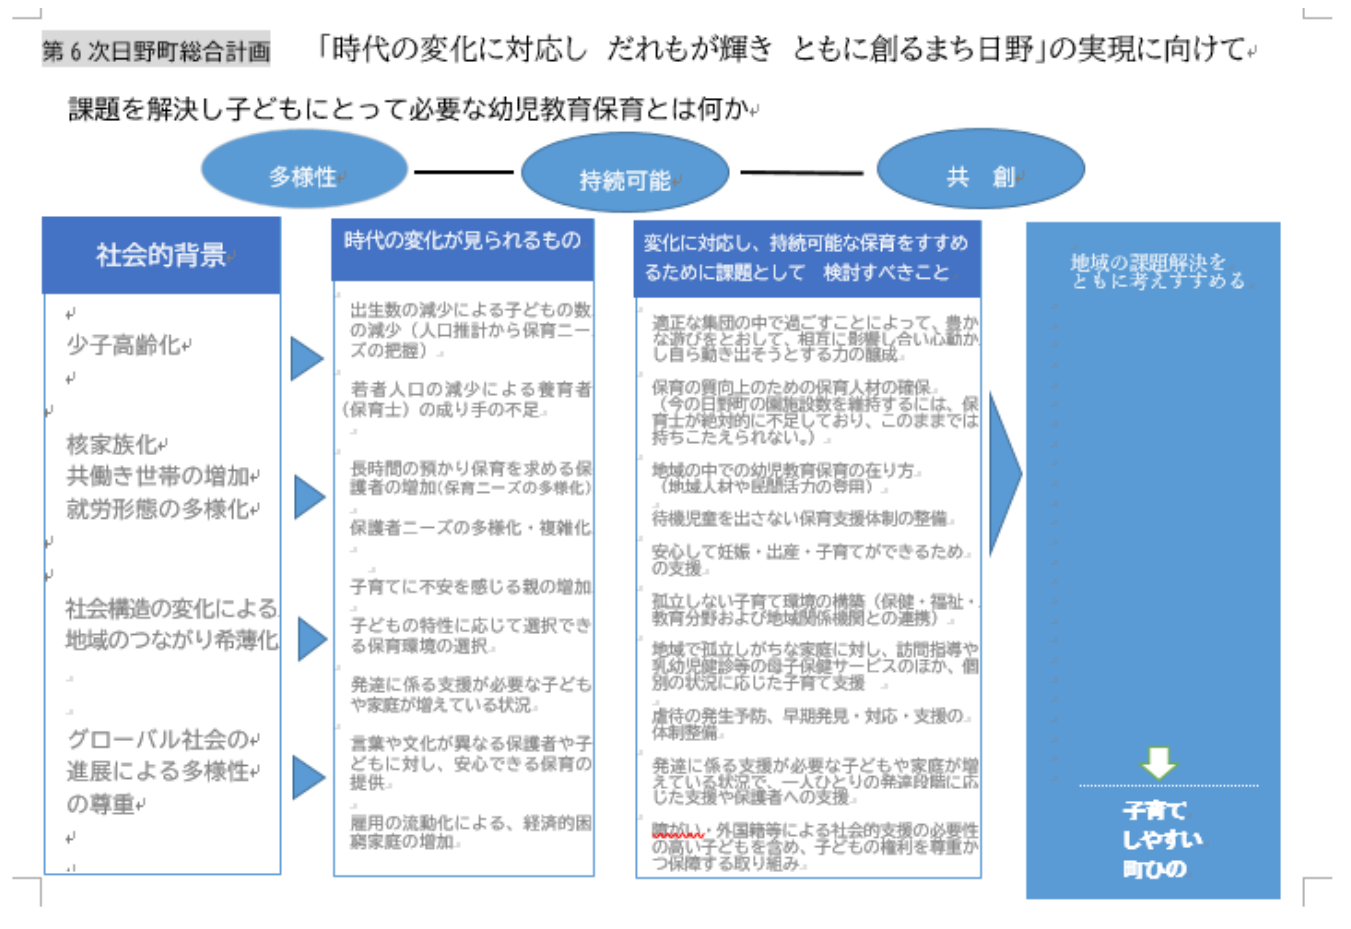 第6次日野町総合計画　「時代の変化に対応し　だれもが輝き　ともに創るまち日野」の実現に向けて
課題を解決し子どもにとって必要な幼児教育保育とは何か
多様性
持続可能
共　創
社会的背景
少子高齢化
核家族化
共働き世帯の増加
就労形態の多様化
社会構造の変化による
地域のつながり希薄化
グローバル社会の
進展による多様性
の尊重
時代の変化が見られるもの
出生数の減少による子どもの数
の減少（人口推計から保育ニー
ズの把握）
若者人口の減少による養育者
（保育士）の成り手の不足
長時間の預かり保育を求める保
護者の増加（保育ニーズの多様化）
保護者ニーズの多様化・複雑化
子育てに不安を感じる親の増加
子どもの特性に応じて選択でき
る保育環境の選択
発達に係る支援が必要な子ども
や家庭が増えている状況
言葉や文化が異なる保護者や子
どもに対し、安心できる保育の
提供
雇用の流動化による、経済的困
窮家庭の増加
変化に対応し、持続可能な保育をすすめ
るために課題として　検討すべきこと
適正な集団の中で過ごすことによって、豊か
な遊びをとおして、相互に影響し合い心動か
し自ら動き出そうとする力の醸成
保育の質向上のための保育人材の確保
（今の日野町の園施設数を維持するには、保
育士が絶対的に不足しており、このままでは
持ちこたえられない。）
地域の中での幼児教育保育の在り方
（地域人材や民間活力の登用）
待機児童を出さない保育支援体制の整備
安心して妊娠・出産・子育てができるため
の支援
孤立しない子育て環境の構築（保健・福祉・
教育分野および地域関係機関との連携）
地域で孤立しがちな家庭に対し、訪問指導や
乳幼児健診等の母子保健サービスのほか、個
別の状況に応じた子育て支援
虐待の発生予防、早期発見・対応・支援の
体制整備
発達に係る支援が必要な子どもや家庭が増
えている状況で、一人ひとりの発達段階に応
じた支援や保護者への支援
障がい・外国籍等による社会的支援の必要性
の高い子どもを含め、子どもの権利を尊重か
つ保障する取り組み
地域の課題解決を
ともに考えすすめる
子育て
しやすい
町ひの